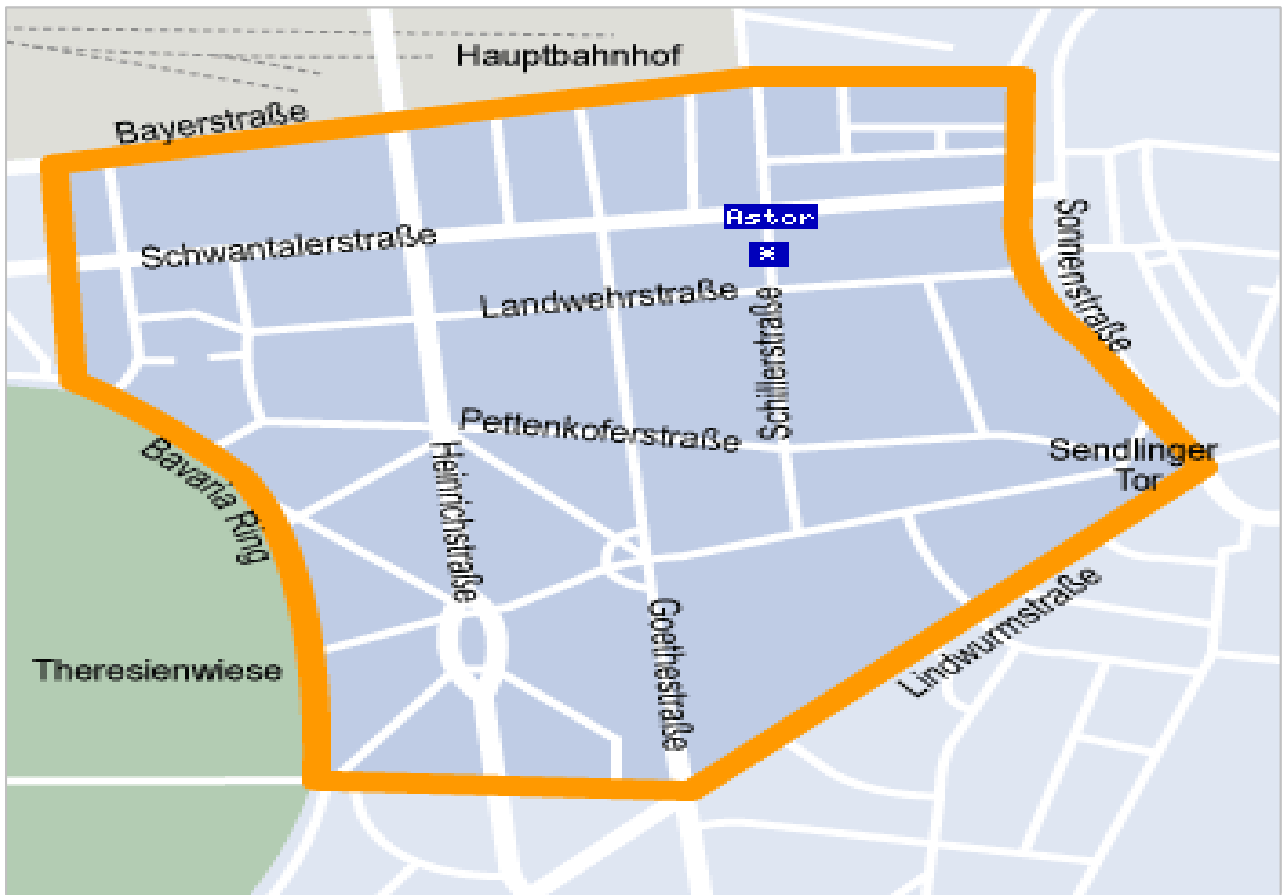 Hauptbahnhof
Bayerstraße
Astor
x
Schwantalerstraße
Sonnenstraße
Landwehrstraße
Schillerstraße
Pettenkoferstraße
Sendlinger
Tor
Bavaria Ring
Heinrichstraße
Goethestraße
Lindwurmstraße
Theresienwiese